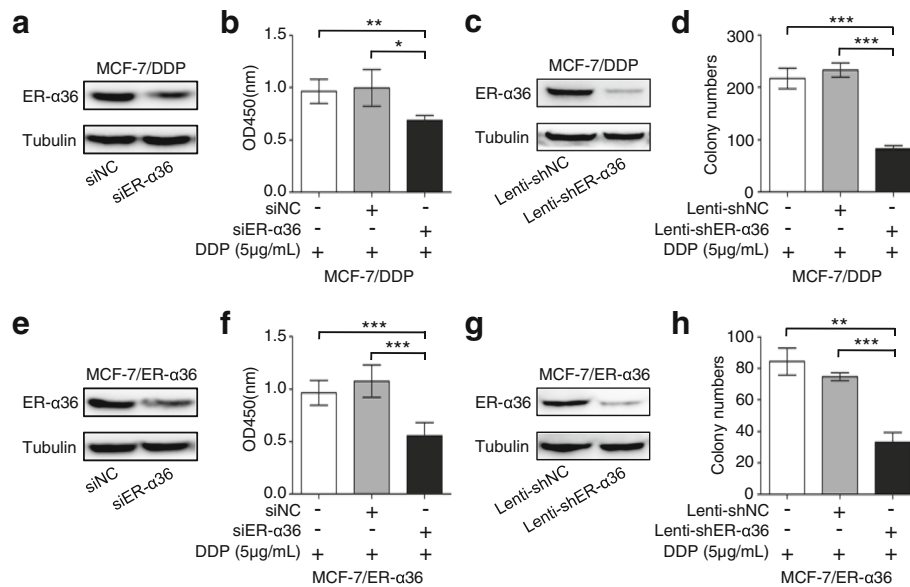 a
MCF-7/DDP
ER-α36
Tubulin
siNC
siER-α36
b
**
*
1.5
1.0
0.5
0.0
OD450(nm)
siNC - + -
siER-α36 - - +
DDP (5μg/mL) + + +
MCF-7/DDP
c
MCF-7/DDP
ER-α36
Tubulin
Lenti-shNC
Lenti-shER-α36
d
***
***
300
200
100
0
Colony numbers
Lenti-shNC - + -
Lenti-shER-α36 - - +
DDP (5μg/mL) + + +
MCF-7/DDP
e
MCF-7/ER-α36
ER-α36
Tubulin
siNC
siER-α36
f
***
***
1.5
1.0
0.5
0.0
OD450(nm)
siNC - + -
siER-α36 - - +
DDP (5μg/mL) + + +
MCF-7/ER-α36
g
MCF-7/ER-α36
ER-α36
Tubulin
Lenti-shNC
Lenti-shER-α36
h
**
***
100
80
60
40
20
0
Colony numbers
Lenti-shNC - + -
Lenti-shER-α36 - - +
DDP (5μg/mL) + + +
MCF-7/ER-α36